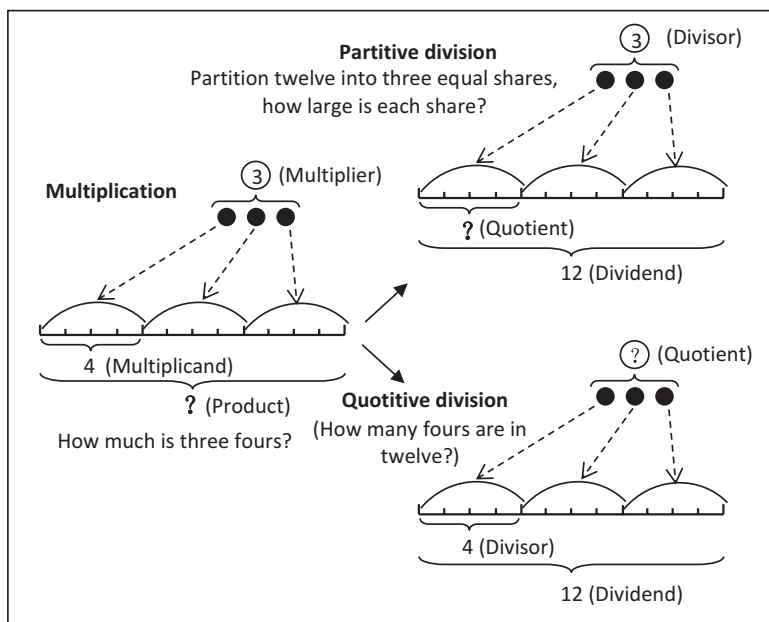 Multiplication
3 (Multiplier)
4 (Multiplicand)
? (Product)
How much is three fours?
Partitive division
Partition twelve into three equal shares,
how large is each share?
3 (Divisor)
? (Quotient)
12 (Dividend)
Quotitive division
(How many fours are in
twelve?)
? (Quotient)
4 (Divisor)
12 (Dividend)